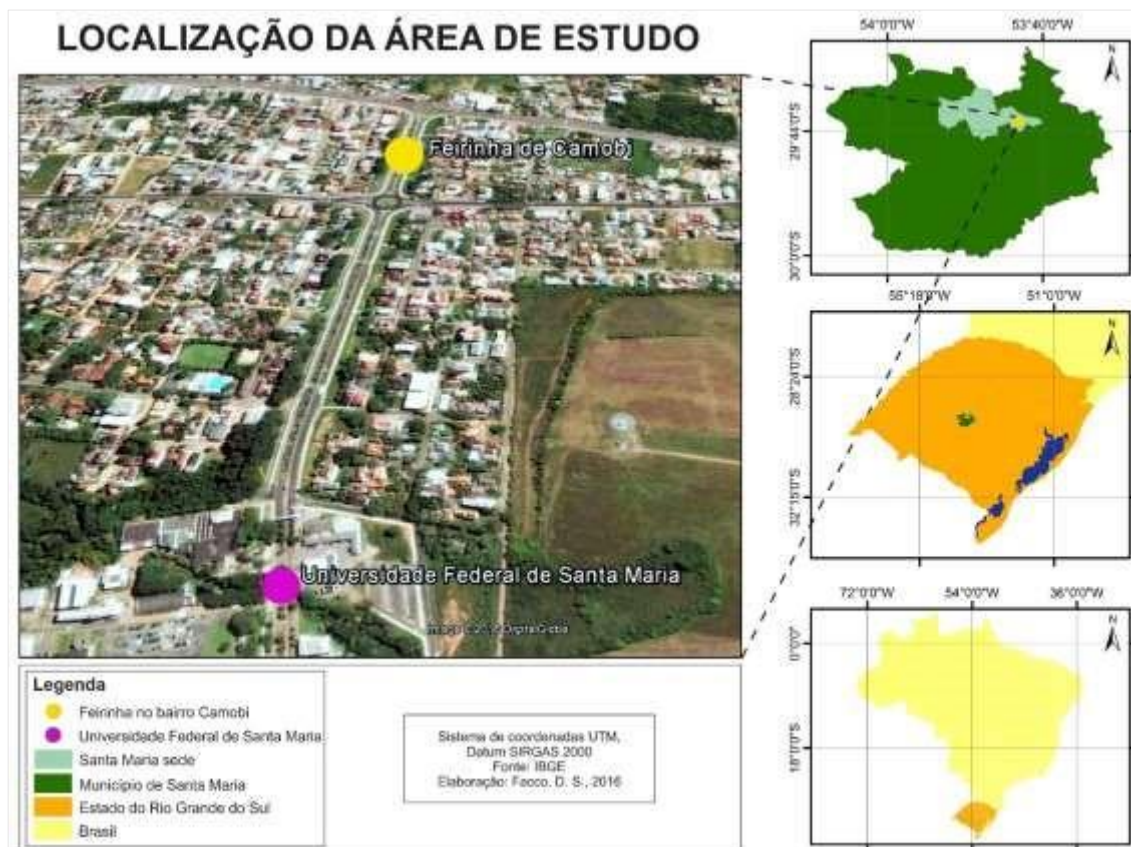 LOCALIZAÇÃO DA ÁREA DE ESTUDO
Feirinha de Camobi
Universidade Federal de Santa Maria
Image © 2016 DigitalGlobe
54°0'0"W
53°40'0"W
N
29°44'0"S
30°0'0"S
51°0'0"W
N
28°24'0"S
32°15'0"S
72°0'0"W
54°0'0"W
36°0'0"W
N
0°0'0"
18°0'0"S
Legenda
Feirinha no bairro Camobi
Universidade Federal de Santa Maria
Santa Maria sede
Município de Santa Maria
Estado do Rio Grande do Sul
Brasil
Sistema de coordenadas UTM,
Datum SIRGAS 2000
Fonte: IBGE
Elaboração: Facco, D. S., 2016